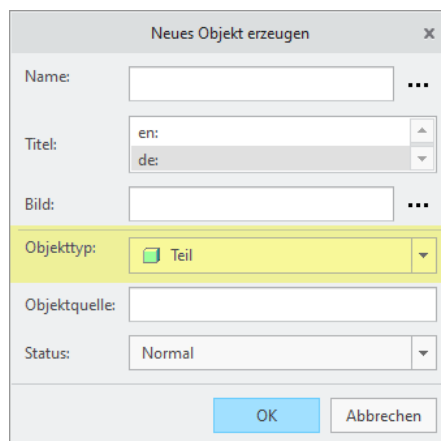 Neues Objekt erzeugen x
Name:
...
Titel:
en:
de:
Bild:
...
Objekttyp: Teil
Objektquelle:
Status: Normal
OK Abbrechen